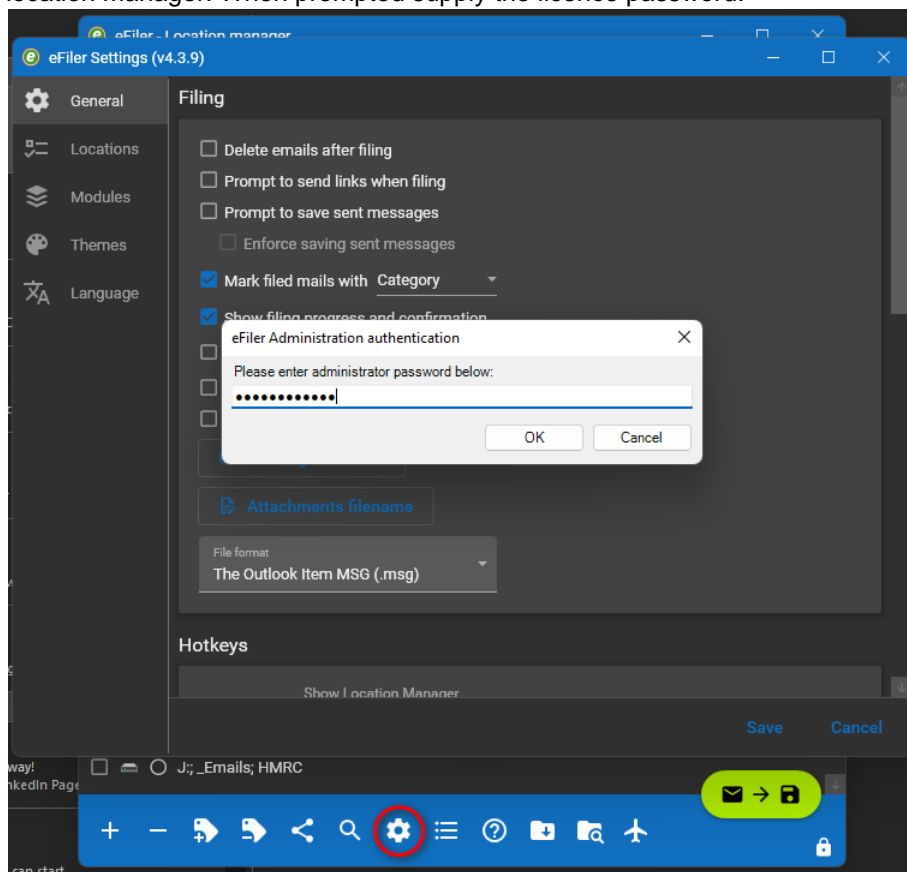 location manager. When prompted supply the licence password.
eFiler - Location manager
eFiler Settings (v4.3.9)
General
Locations
Modules
Themes
Language
Filing
Delete emails after filing
Prompt to send links when filing
Prompt to save sent messages
Enforce saving sent messages
Mark filed mails with Category
Show filing progress and confirmation
eFiler Administration authentication
Please enter administrator password below:
••••••••••••
OK Cancel
Attachments filename
File format
The Outlook Item MSG (.msg)
Hotkeys
Show Location Manager
Save Cancel
way!
J:; _Emails; HMRC
nkedIn Page
can start